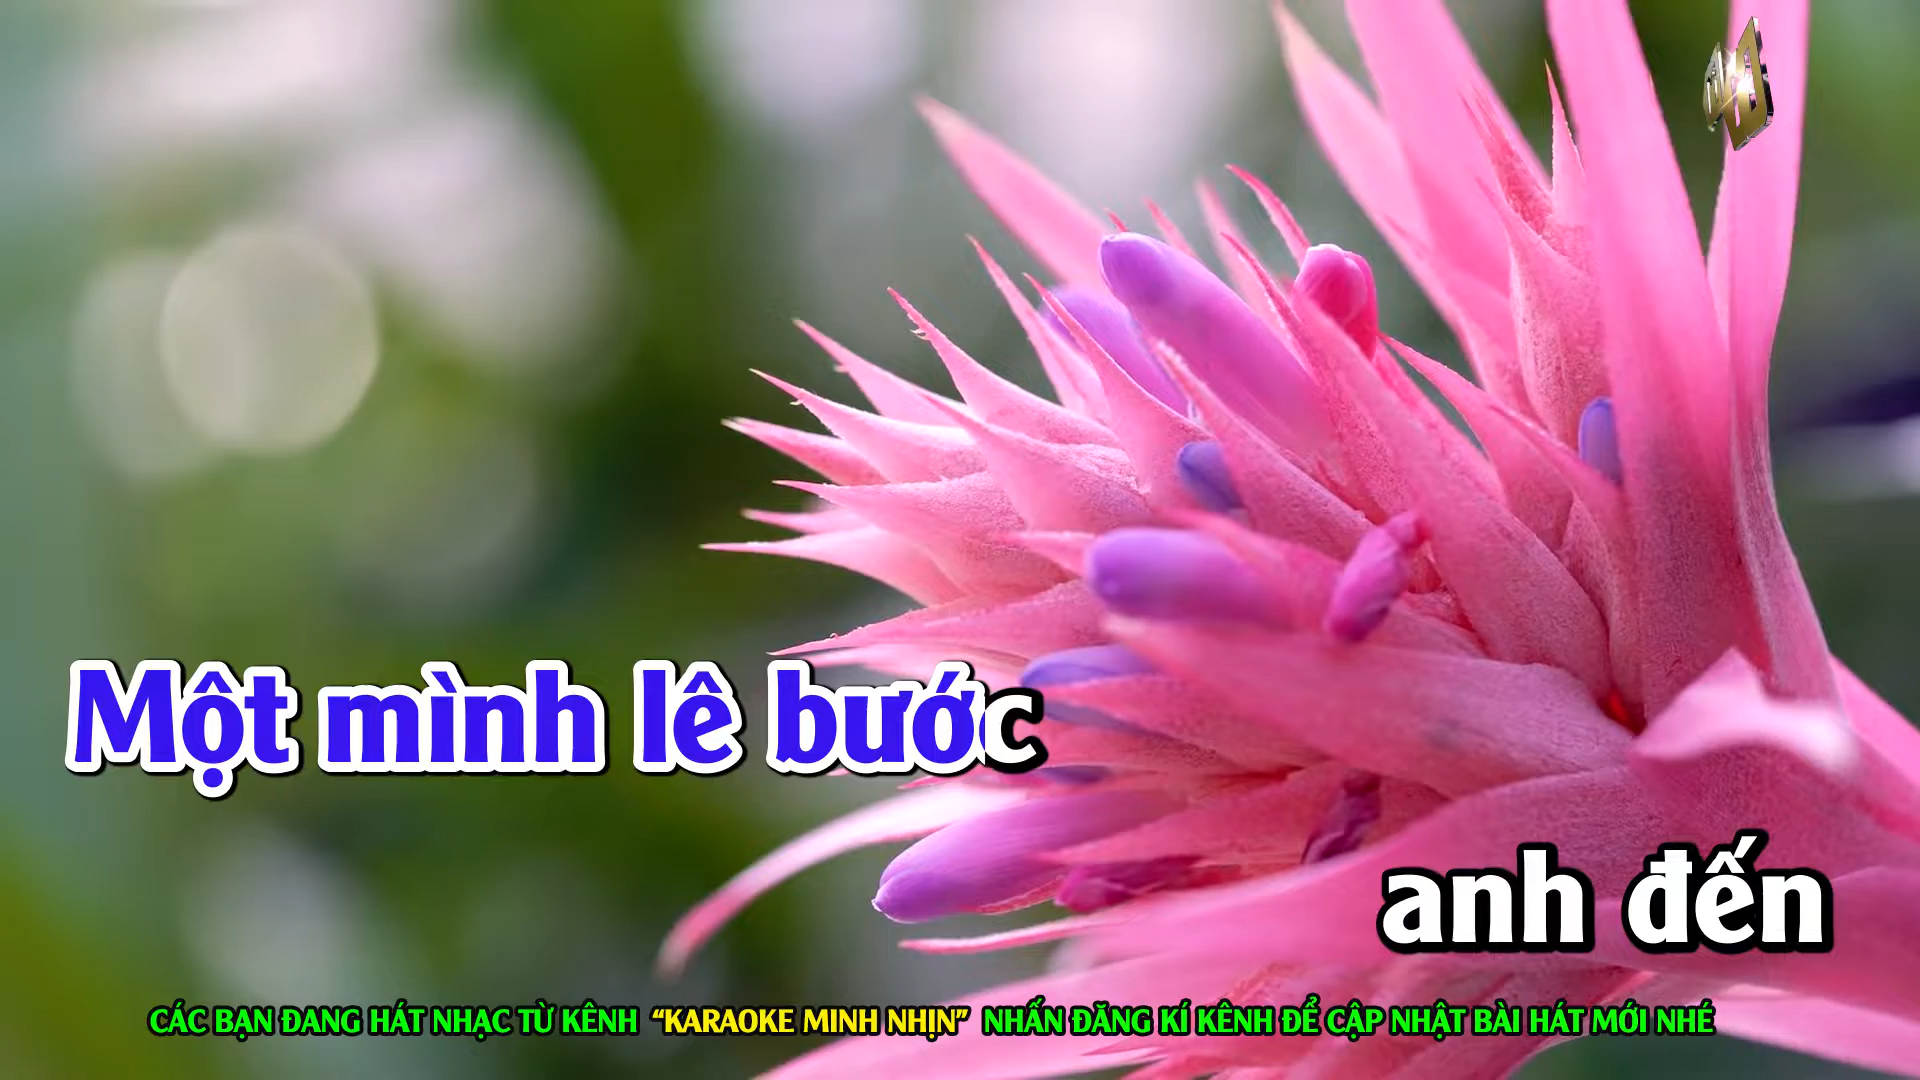 Một mình lê bước
anh đến
CÁC BẠN ĐANG HÁT NHẠC TỪ KÊNH “KARAOKE MINH NHỊN” NHẤN ĐĂNG KÍ KÊNH ĐỂ CẬP NHẬT BÀI HÁT MỚI NHÉ